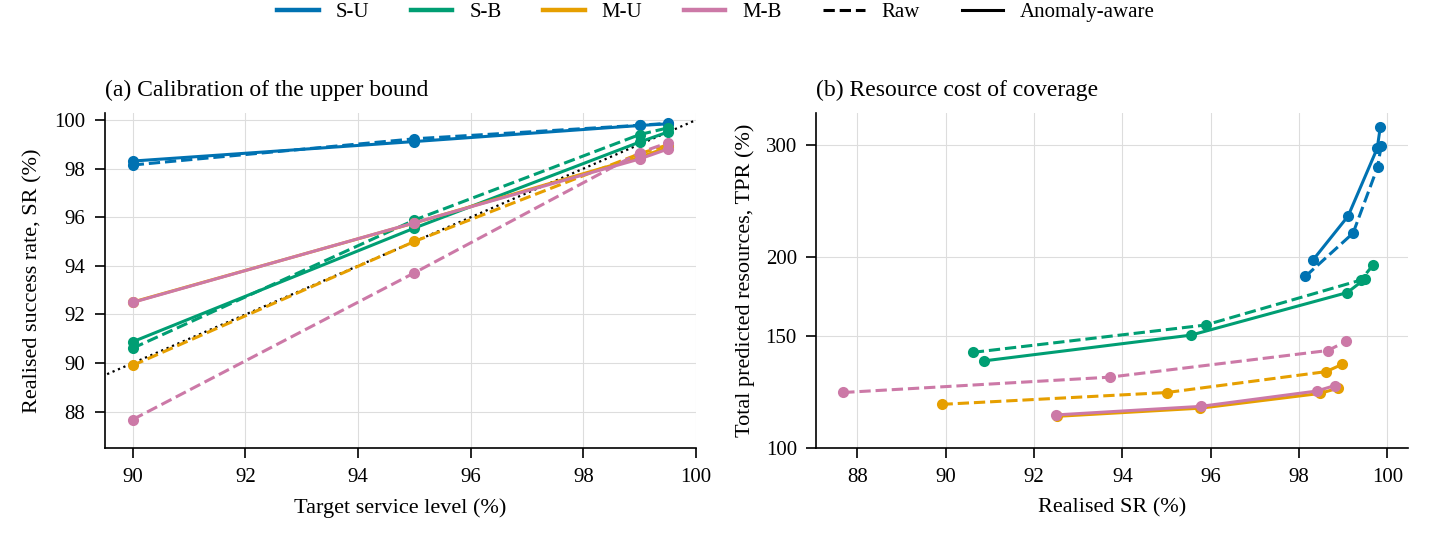 S-U S-B M-U M-B Raw Anomaly-aware
(a) Calibration of the upper bound
Realised success rate, SR (%)
100
98
96
94
92
90
88
90 92 94 96 98 100
Target service level (%)
(b) Resource cost of coverage
Total predicted resources, TPR (%)
300
200
150
100
88 90 92 94 96 98 100
Realised SR (%)